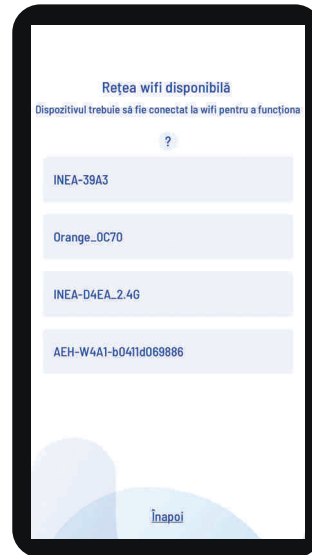 Rețea wifi disponibilă
Dispozitivul trebuie să fie conectat la wifi pentru a funcționa
?
INEA-39A3
Orange_0C70
INEA-D4EA_2.4G
AEH-W4A1-b0411d069886
Înapoi